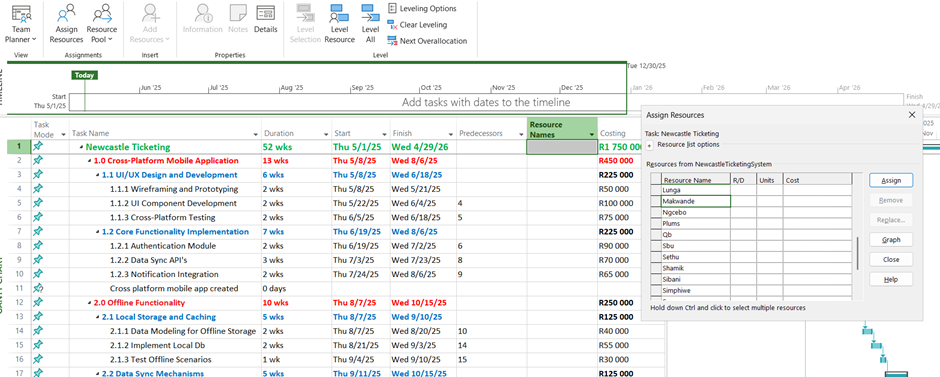 Team Planner
Assign Resources
Resource Pool
Add Resources
Information
Notes
Details
Level Selection
Level Resource
Level All
Leveling Options
Clear Leveling
Next Overallocation
View
Assignments
Insert
Properties
Level
TIMELINE
Today
Tue 12/30/25
Jun '25
Jul '25
Aug '25
Sep '25
Oct '25
Nov '25
Dec '25
Jan '26
Feb '26
Mar '26
Apr '26
Start
Thu 5/1/25
Add tasks with dates to the timeline
Finish
Wed 4/29/2
Task Mode
Task Name
Duration
Start
Finish
Predecessors
Resource Names
Costing
1 Newcastle Ticketing 52 wks Thu 5/1/25 Wed 4/29/26 R1 750 000
2 1.0 Cross-Platform Mobile Application 13 wks Thu 5/1/25 Wed 8/6/25 R450 000
3 1.1 UI/UX Design and Development 6 wks Thu 5/1/25 Wed 6/18/25 R225 000
4 1.1.1 Wireframing and Prototyping 2 wks Thu 5/8/25 Wed 5/21/25 R50 000
5 1.1.2 UI Component Development 2 wks Thu 5/22/25 Wed 6/4/25 4 R100 000
6 1.1.3 Cross-Platform Testing 2 wks Thu 6/5/25 Wed 6/18/25 5 R75 000
7 1.2 Core Functionality Implementation 7 wks Thu 6/19/25 Wed 8/6/25 R225 000
8 1.2.1 Authentication Module 2 wks Thu 6/19/25 Wed 7/2/25 6 R90 000
9 1.2.2 Data Sync API's 3 wks Thu 7/3/25 Wed 7/23/25 8 R70 000
10 1.2.3 Notification Integration 2 wks Thu 7/24/25 Wed 8/6/25 9 R65 000
11 Cross platform mobile app created 0 days
12 2.0 Offline Functionality 10 wks Thu 8/7/25 Wed 10/15/25 R250 000
13 2.1 Local Storage and Caching 5 wks Thu 8/7/25 Wed 9/10/25 R125 000
14 2.1.1 Data Modeling for Offline Storage 2 wks Thu 8/7/25 Wed 8/20/25 10 R40 000
15 2.1.2 Implement Local Db 2 wks Thu 8/21/25 Wed 9/3/25 14 R55 000
16 2.1.3 Test Offline Scenarios 1 wk Thu 9/4/25 Wed 9/10/25 15 R30 000
17 2.2 Data Sync Mechanisms 5 wks Thu 9/11/25 Wed 10/15/25 R125 000
GANTT CHART
025
Nov
Assign Resources
Task: Newcastle Ticketing
+ Resource list options
Resources from NewcastleTicketingSystem
Resource Name R/D Units Cost
Lunga
Makwande
Ngcebo
Plums
Qb
Sbu
Sethu
Shamik
Sibani
Simphiwe
Assign
Remove
Replace...
Graph
Close
Help
Hold down Ctrl and click to select multiple resources